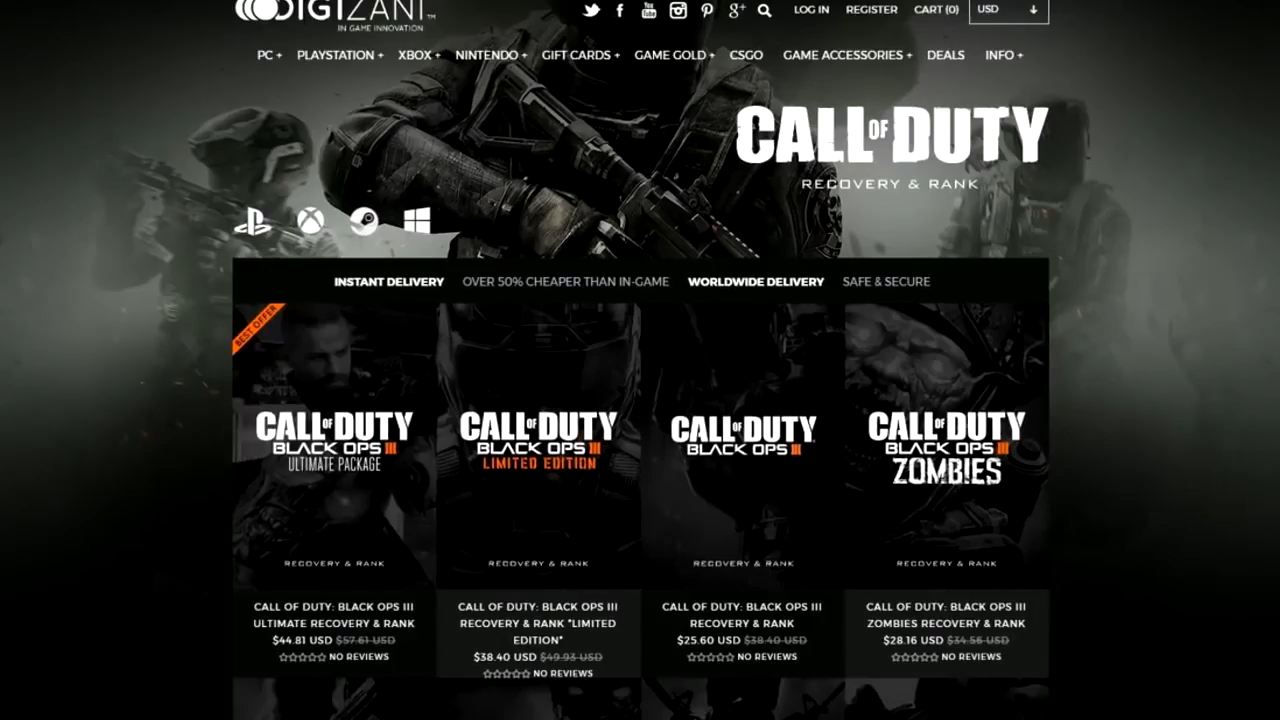 DIGIZANI™
IN GAME INNOVATION
You Tube
g+
LOG IN REGISTER CART (0) USD
PC + PLAYSTATION + XBOX + NINTENDO + GIFT CARDS + GAME GOLD + CSGO GAME ACCESSORIES + DEALS INFO +
CALL OF DUTY
RECOVERY & RANK
INSTANT DELIVERY OVER 50% CHEAPER THAN IN-GAME WORLDWIDE DELIVERY SAFE & SECURE
BEST OFFER
CALL OF DUTY
BLACK OPS III
ULTIMATE PACKAGE
RECOVERY & RANK
CALL OF DUTY: BLACK OPS III
ULTIMATE RECOVERY & RANK
$44.81 USD $57.61 USD
NO REVIEWS
CALL OF DUTY
BLACK OPS III
LIMITED EDITION
RECOVERY & RANK
CALL OF DUTY: BLACK OPS III
RECOVERY & RANK "LIMITED
EDITION"
$38.40 USD $49.93 USD
NO REVIEWS
CALL OF DUTY
BLACK OPS III
RECOVERY & RANK
CALL OF DUTY: BLACK OPS III
RECOVERY & RANK
$25.60 USD $38.40 USD
NO REVIEWS
CALL OF DUTY
BLACK OPS III
ZOMBIES
RECOVERY & RANK
CALL OF DUTY: BLACK OPS III
ZOMBIES RECOVERY & RANK
$28.16 USD $34.56 USD
NO REVIEWS